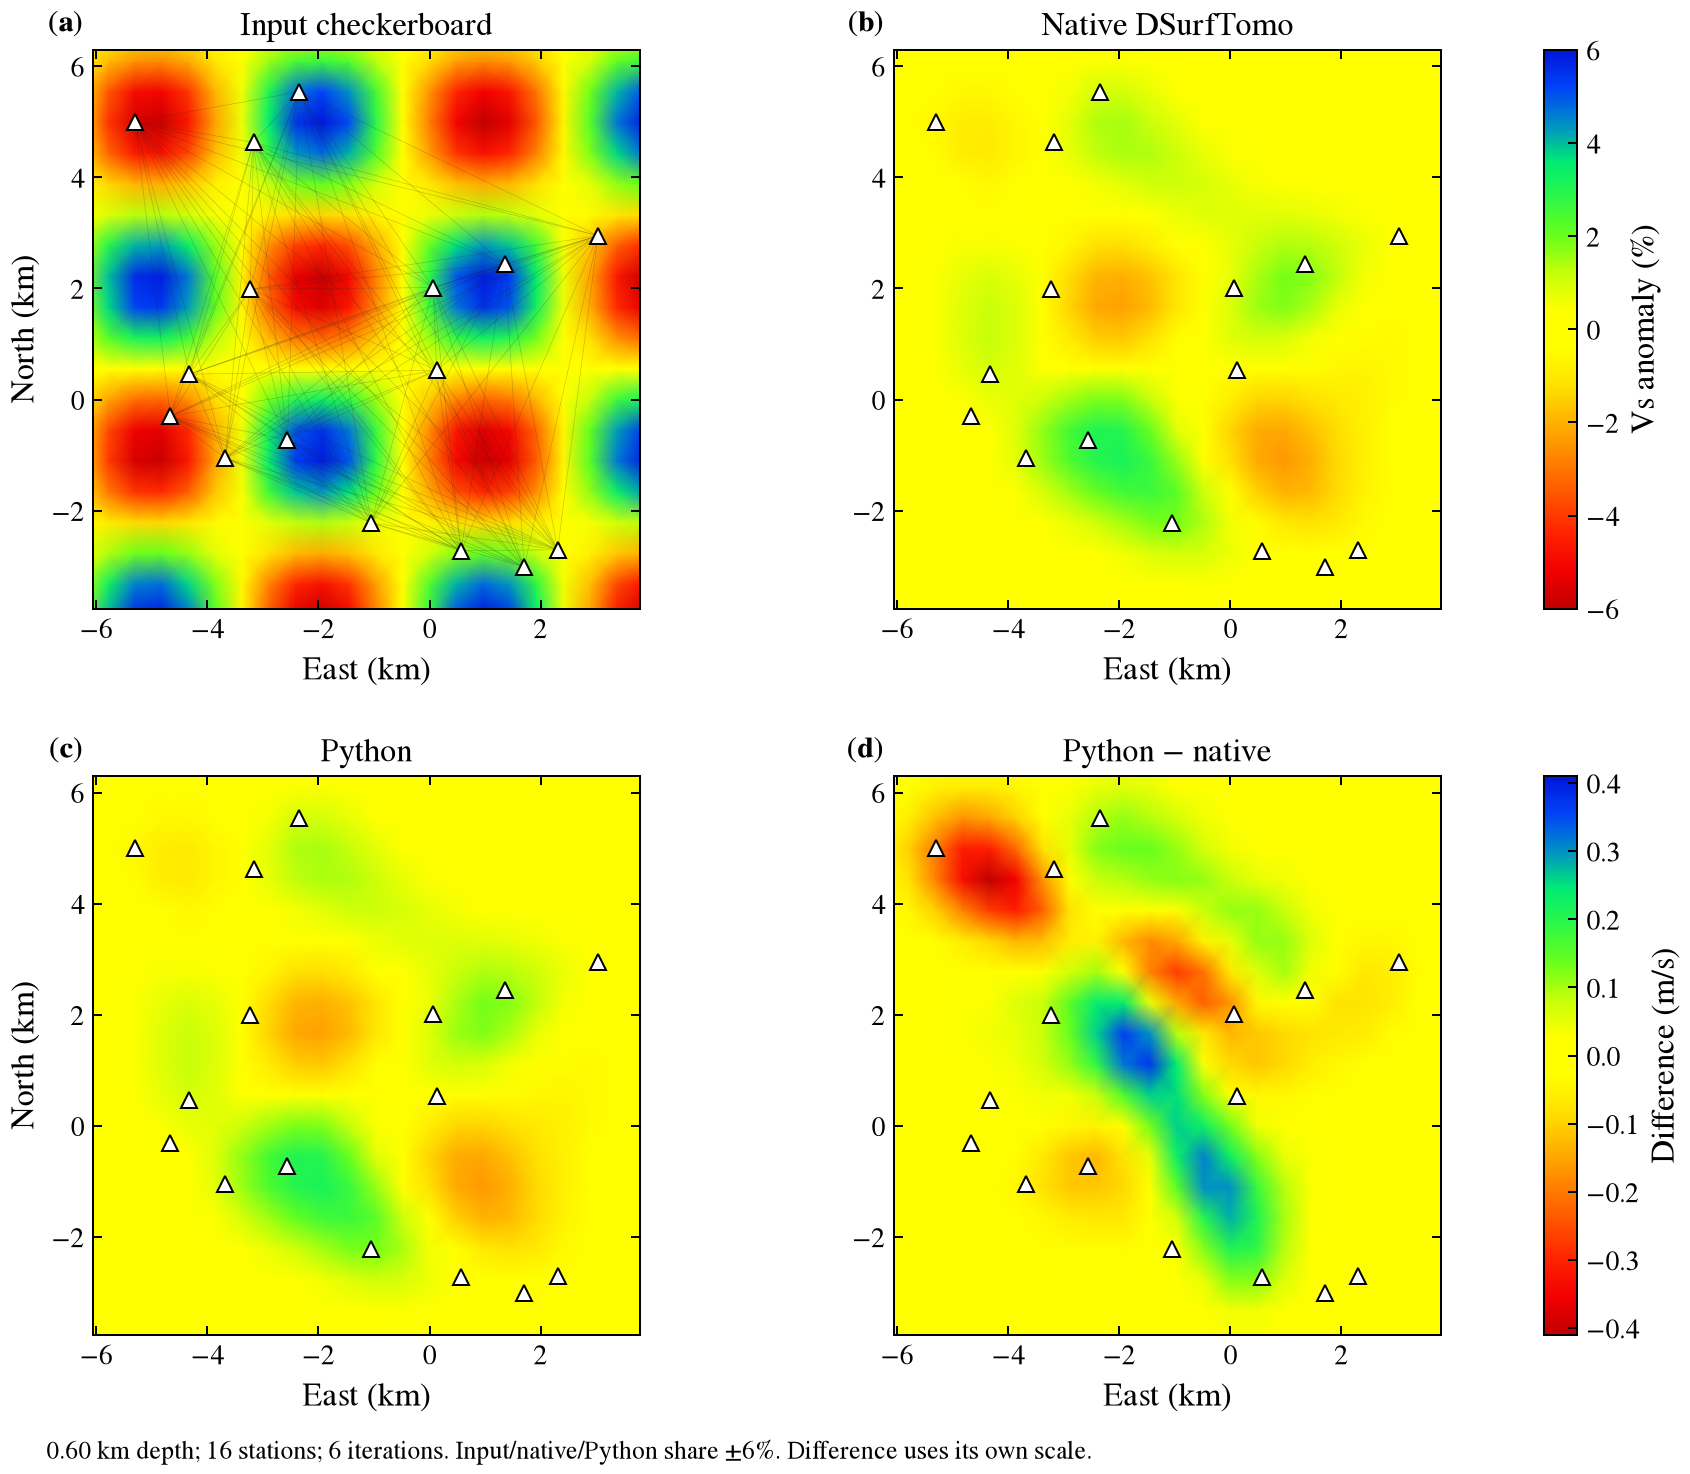 (a) Input checkerboard
(b) Native DSurfTomo
North (km)
6
4
2
0
−2
−6 −4 −2 0 2
East (km)
6
4
2
0
−2
−6 −4 −2 0 2
East (km)
6
4
2
0
−2
−4
−6
Vs anomaly (%)
(c) Python
(d) Python − native
North (km)
6
4
2
0
−2
−6 −4 −2 0 2
East (km)
6
4
2
0
−2
−6 −4 −2 0 2
East (km)
0.4
0.3
0.2
0.1
0.0
−0.1
−0.2
−0.3
−0.4
Difference (m/s)
0.60 km depth; 16 stations; 6 iterations. Input/native/Python share ±6%. Difference uses its own scale.